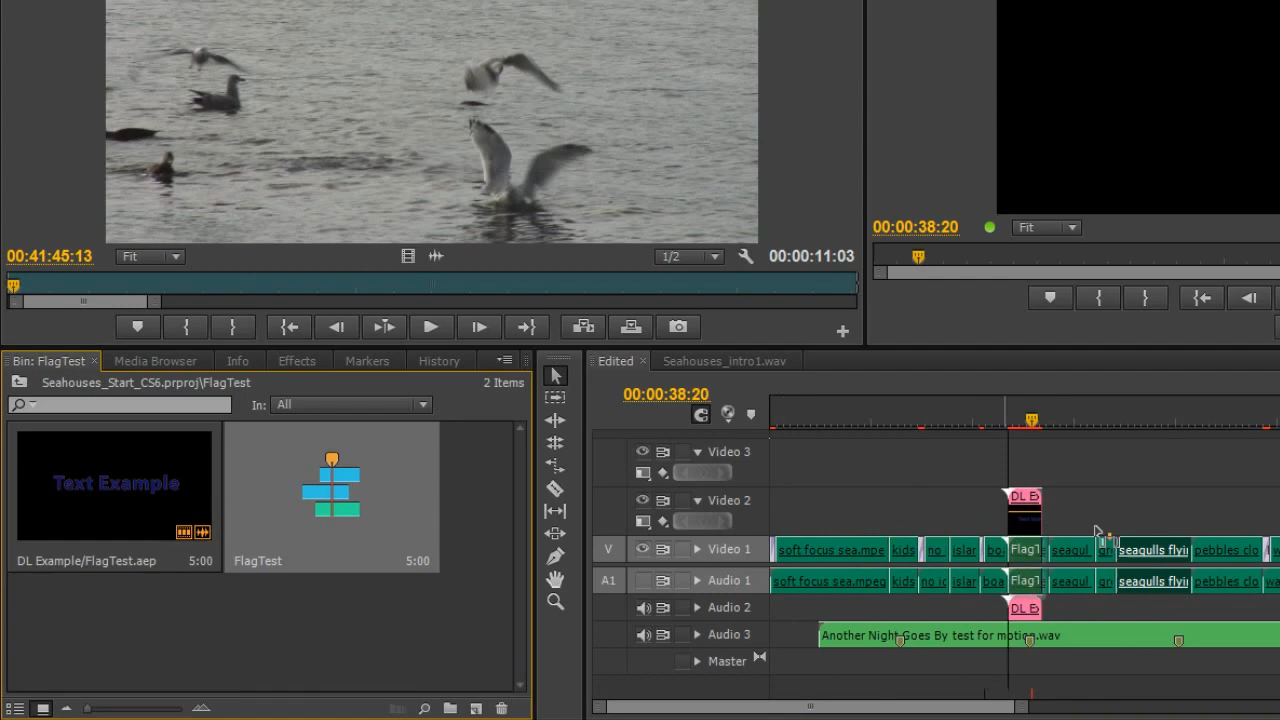 00:41:45:13
Fit
1/2
00:00:11:03
00:00:38:20
Fit
Bin: FlagTest
Media Browser
Info
Effects
Markers
History
Seahouses_Start_CS6.prproj\FlagTest
2 Items
In: All
Text Example
DL Example/FlagTest.aep 5:00
FlagTest 5:00
Edited
Seahouses_intro1.wav
00:00:38:20
Video 3
Video 2
DL E
V Video 1
soft focus sea.mpe kids no islar boa FlagT seagul gr seagulls flyi pebbles clo
A1 Audio 1
soft focus sea.mpeg kids no ic islar boa FlagT seagul gr seagulls flyi pebbles clo
Audio 2
DL E
Audio 3
Another Night Goes By test for motion.wav
Master